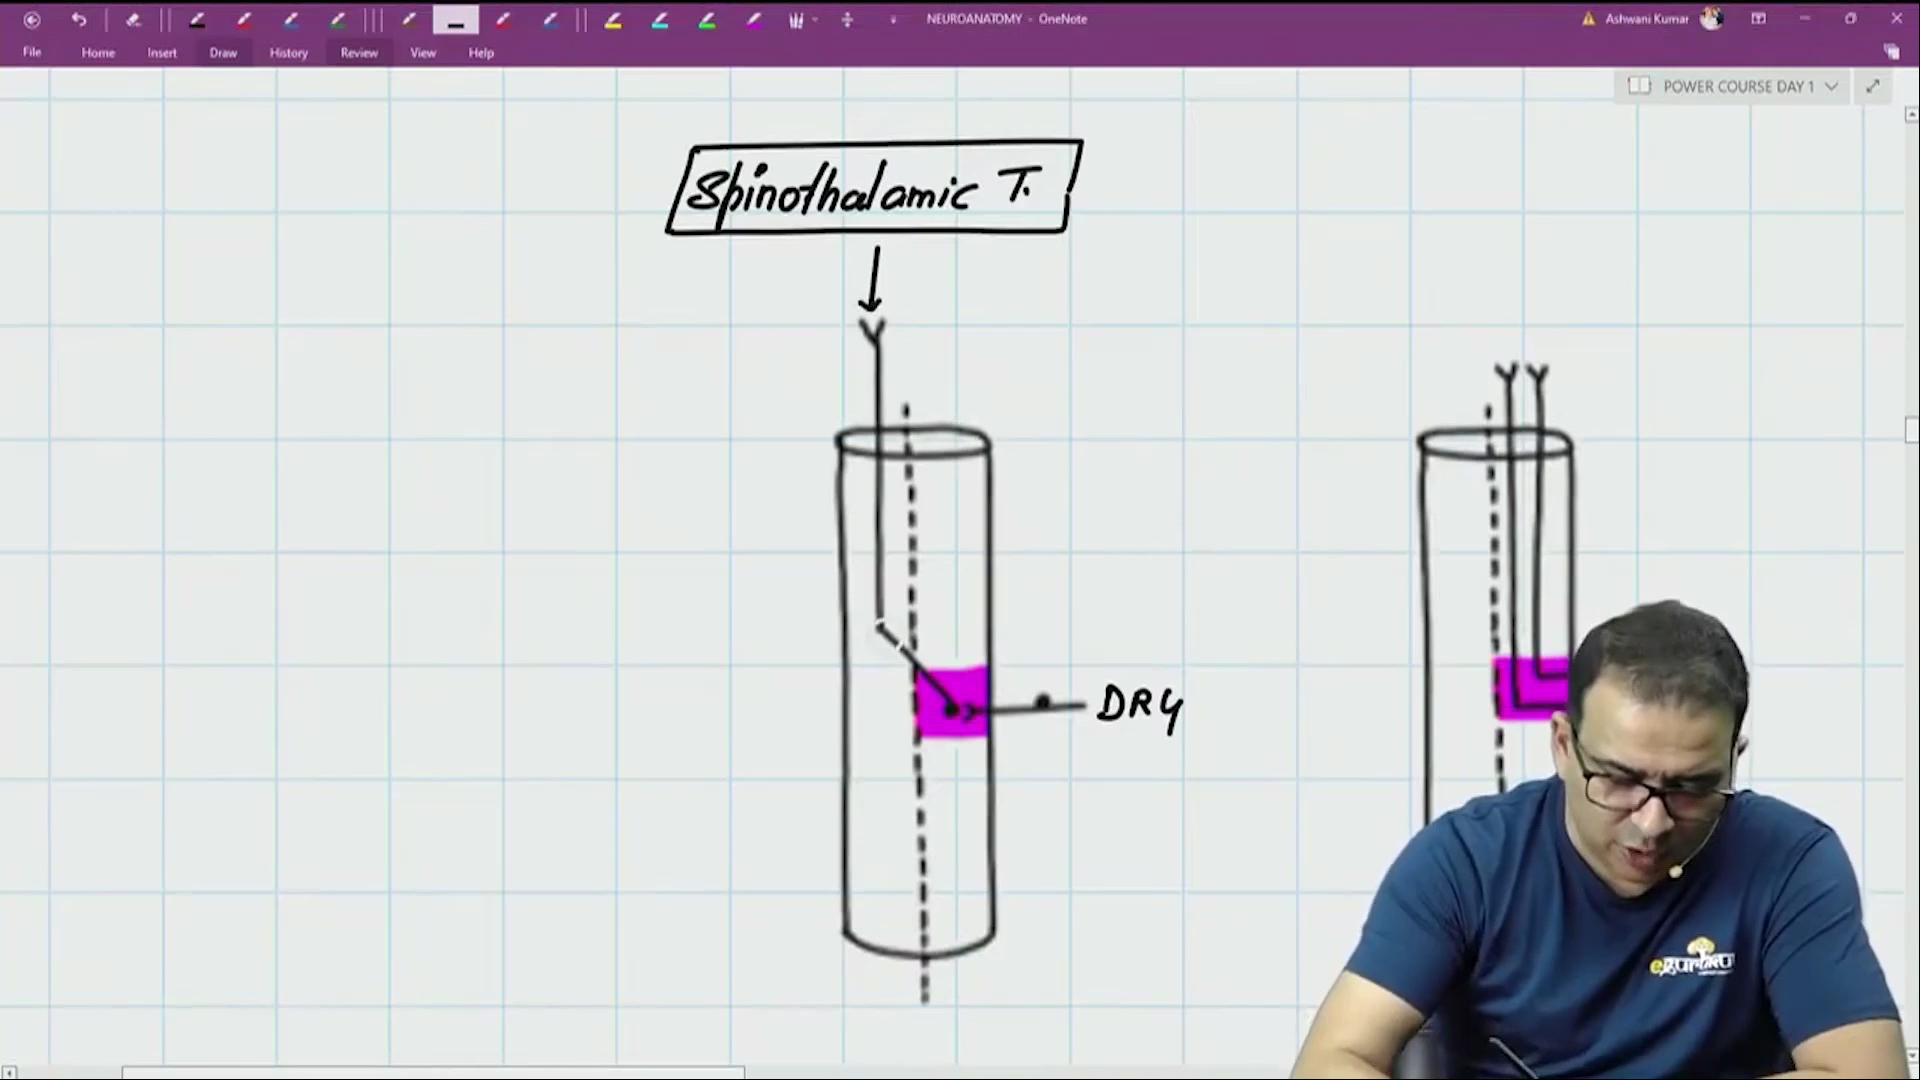 NEUROANATOMY - OneNote
Ashwani Kumar
File Home Insert Draw History Review View Help
POWER COURSE DAY 1
Spinothalamic T.
DRG